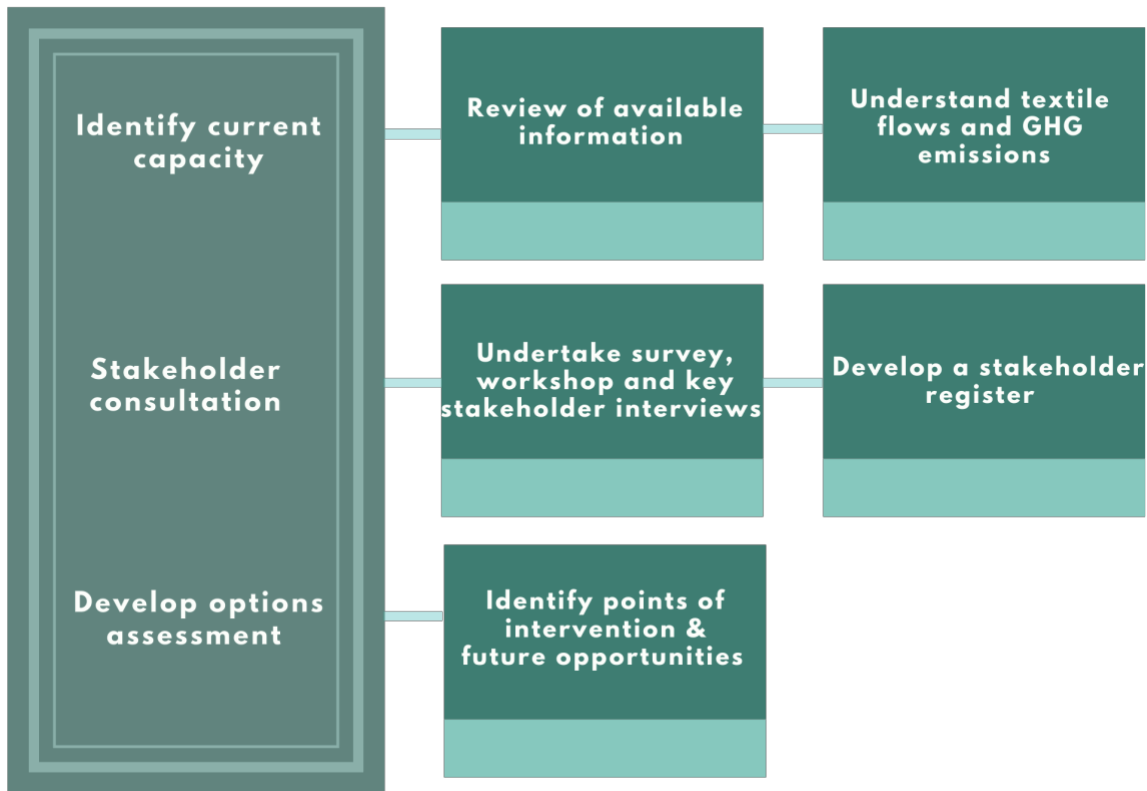 Identify current
capacity
Review of available
information
Understand textile
flows and GHG
emissions
Stakeholder
consultation
Undertake survey,
workshop and key
stakeholder interviews
Develop a stakeholder
register
Develop options
assessment
Identify points of
intervention &
future opportunities